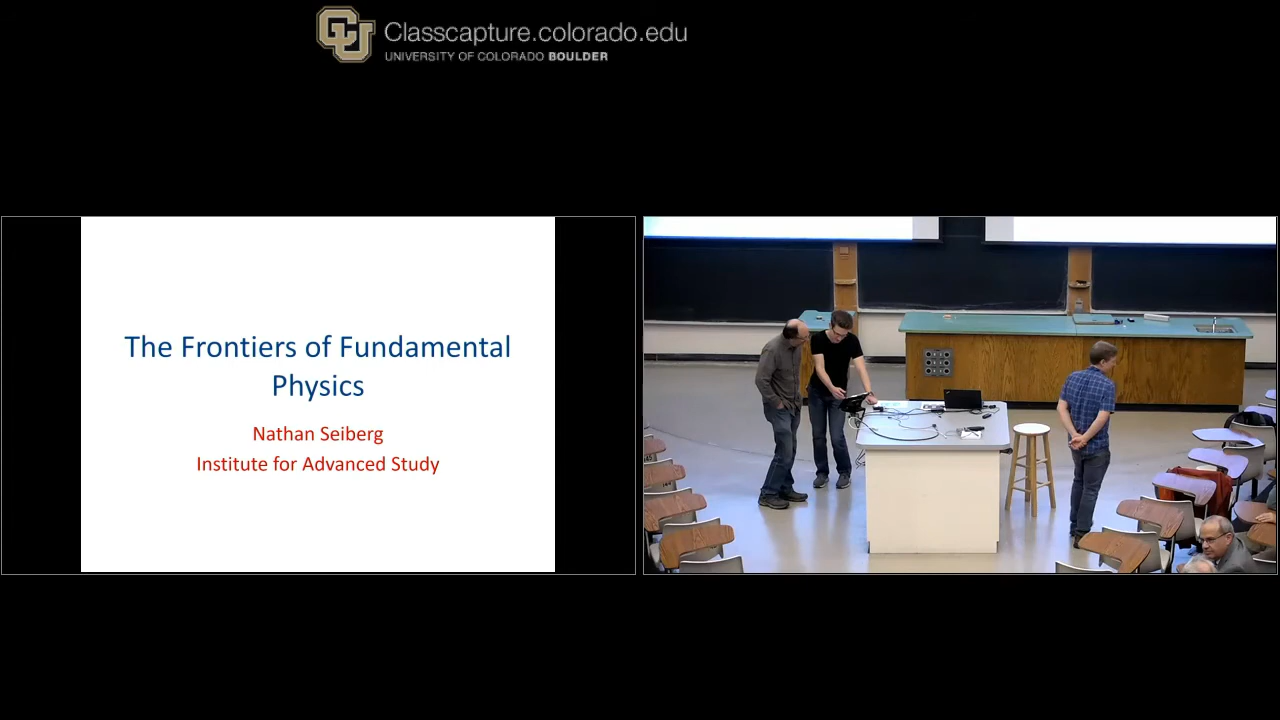 Classcapture.colorado.edu
UNIVERSITY OF COLORADO BOULDER
The Frontiers of Fundamental
Physics
Nathan Seiberg
Institute for Advanced Study